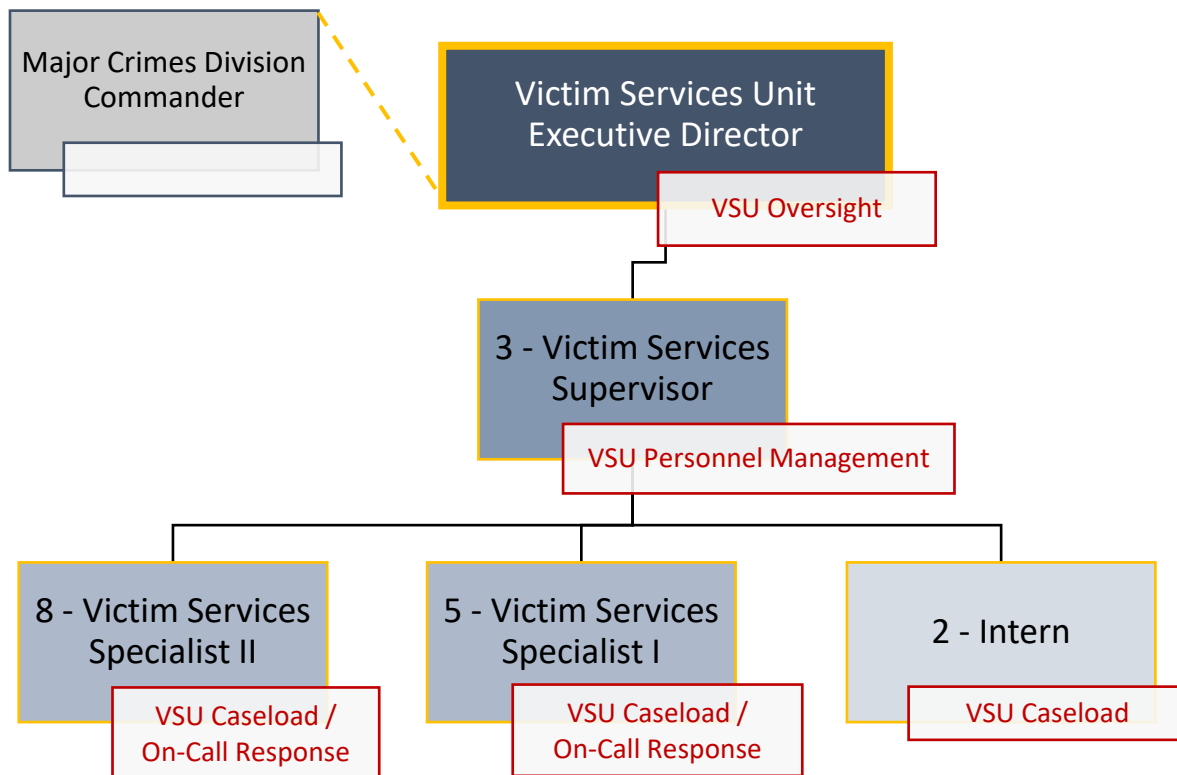 Major Crimes Division
Commander
Victim Services Unit
Executive Director
VSU Oversight
3 - Victim Services
Supervisor
VSU Personnel Management
8 - Victim Services
Specialist II
VSU Caseload /
On-Call Response
5 - Victim Services
Specialist I
VSU Caseload /
On-Call Response
2 - Intern
VSU Caseload